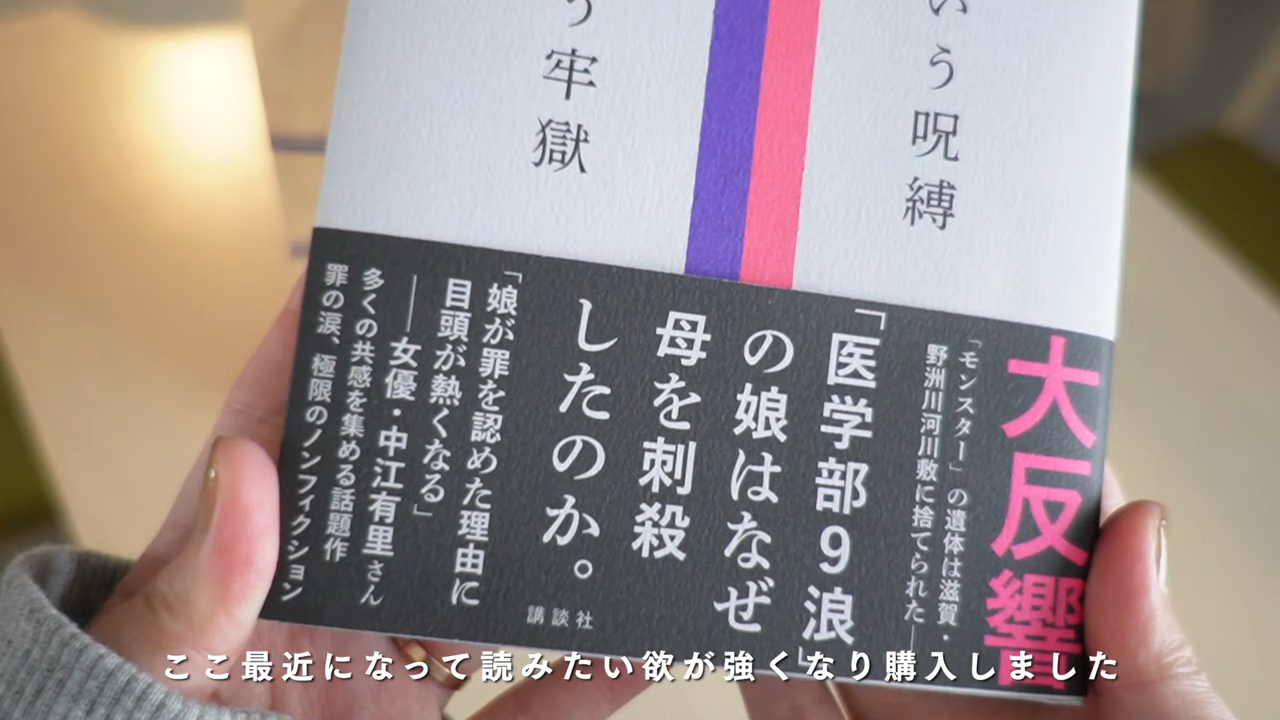 いう呪縛
う牢獄
大反響
「モンスター」の遺体は滋賀・
野洲川河川敷に捨てられた──
「医学部9浪」
の娘はなぜ
母を刺殺
したのか。
「娘が罪を認めた理由に
目頭が熱くなる」
──女優・中江有里さん
多くの共感を集める話題作
罪の涙、極限のノンフィクション
講談社
ここ最近になって読みたい欲が強くなり購入しました